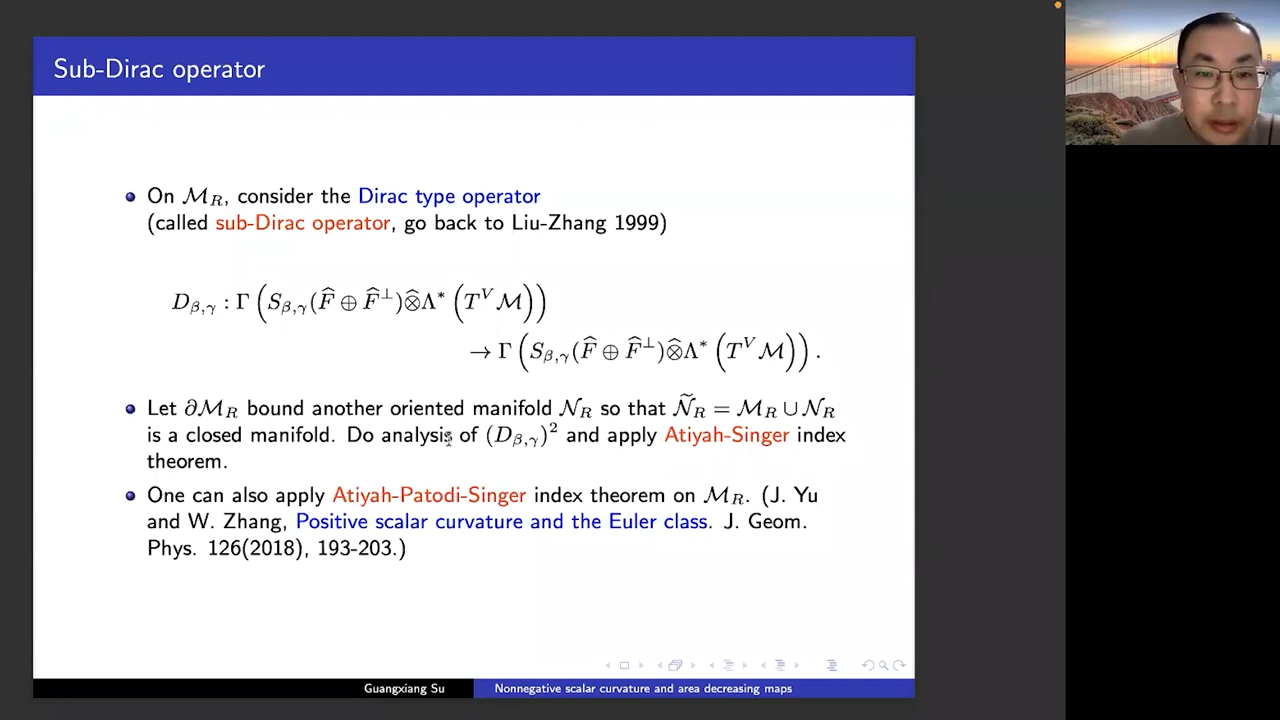 Sub-Dirac operator
On 𝓜_R, consider the Dirac type operator
(called sub-Dirac operator, go back to Liu-Zhang 1999)
D_{β,γ} : Γ (S_{β,γ}(F̂ ⊕ F̂^⊥)⊗̂Λ^* (T^V 𝓜))
→ Γ (S_{β,γ}(F̂ ⊕ F̂^⊥)⊗̂Λ^* (T^V 𝓜)) .
Let ∂𝓜_R bound another oriented manifold 𝓝_R so that 𝓝̃_R = 𝓜_R ∪ 𝓝_R
is a closed manifold. Do analysis of (D_{β,γ})^2 and apply Atiyah-Singer index
theorem.
One can also apply Atiyah-Patodi-Singer index theorem on 𝓜_R. (J. Yu
and W. Zhang, Positive scalar curvature and the Euler class. J. Geom.
Phys. 126(2018), 193-203.)
Guangxiang Su
Nonnegative scalar curvature and area decreasing maps